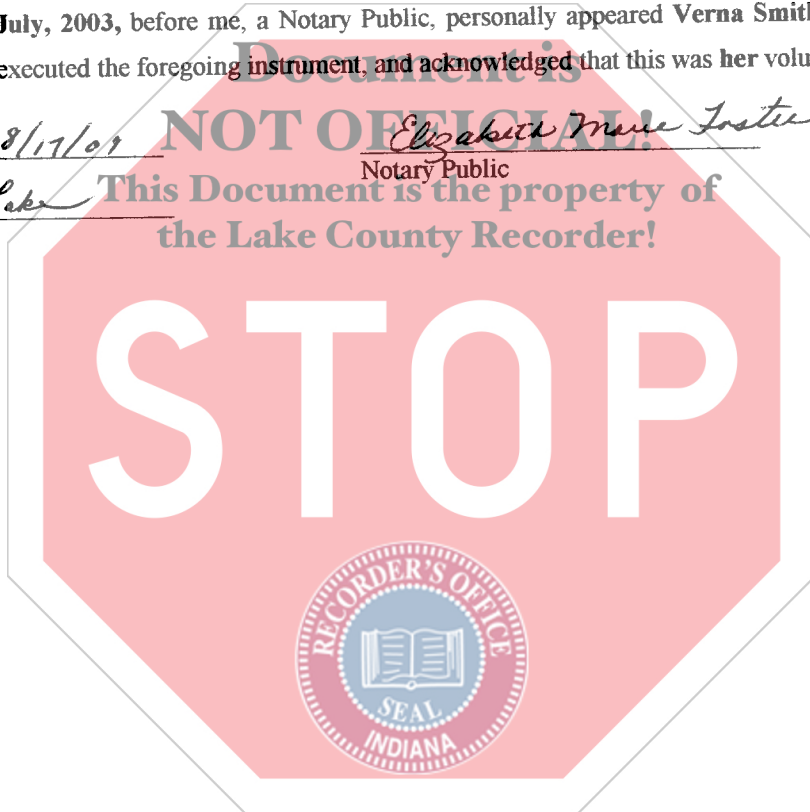 July, 2003, before me, a Notary Public, personally appeared Verna Smith
executed the foregoing instrument, and acknowledged that this was her volu
Document is
NOT OFFICIAL!
8/17/09 Elizabeth Marie Foster
Notary Public
Lake
This Document is the property of
the Lake County Recorder!
STOP
RECORDER'S OFFICE
SEAL
INDIANA